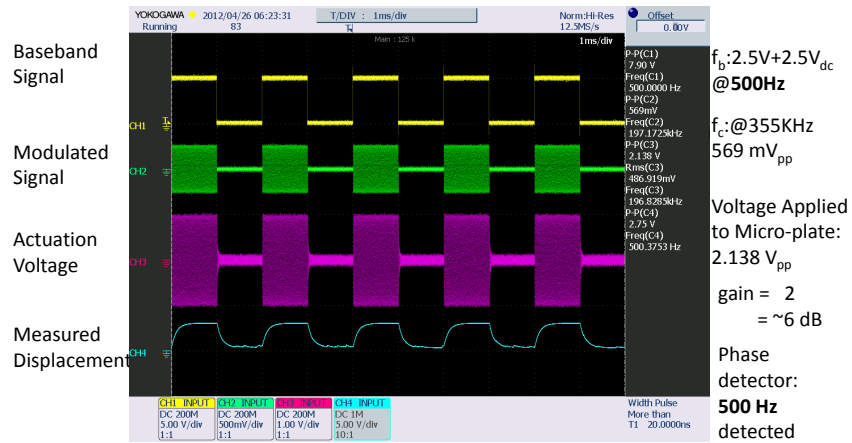 YOKOGAWA 2012/04/26 06:23:31 T/DIV : 1ms/div Norm:Hi-Res Offset
Running 83 12.5MS/s 0.00V
Main : 125 k 1ms/div
Baseband
Signal
Modulated
Signal
Actuation
Voltage
Measured
Displacement
CH1
CH2
CH3
CH4
P-P(C1)
7.90 V
Freq(C1)
500.0000 Hz
P-P(C2)
569mV
Freq(C2)
197.1725kHz
P-P(C3)
2.138 V
Rms(C3)
486.919mV
Freq(C3)
196.8285kHz
P-P(C4)
2.75 V
Freq(C4)
500.3753 Hz
fb:2.5V+2.5Vdc
@500Hz
fc:@355KHz
569 mVpp
Voltage Applied
to Micro-plate:
2.138 Vpp
gain = 2
= ~6 dB
Phase
detector:
500 Hz
detected
CH1 INPUT
DC 200M
5.00 V/div
1:1
CH2 INPUT
DC 200M
500mV/div
1:1
CH3 INPUT
DC 200M
1.00 V/div
1:1
CH4 INPUT
DC 1M
5.00 V/div
10:1
Width Pulse
More than
T1 20.0000ns